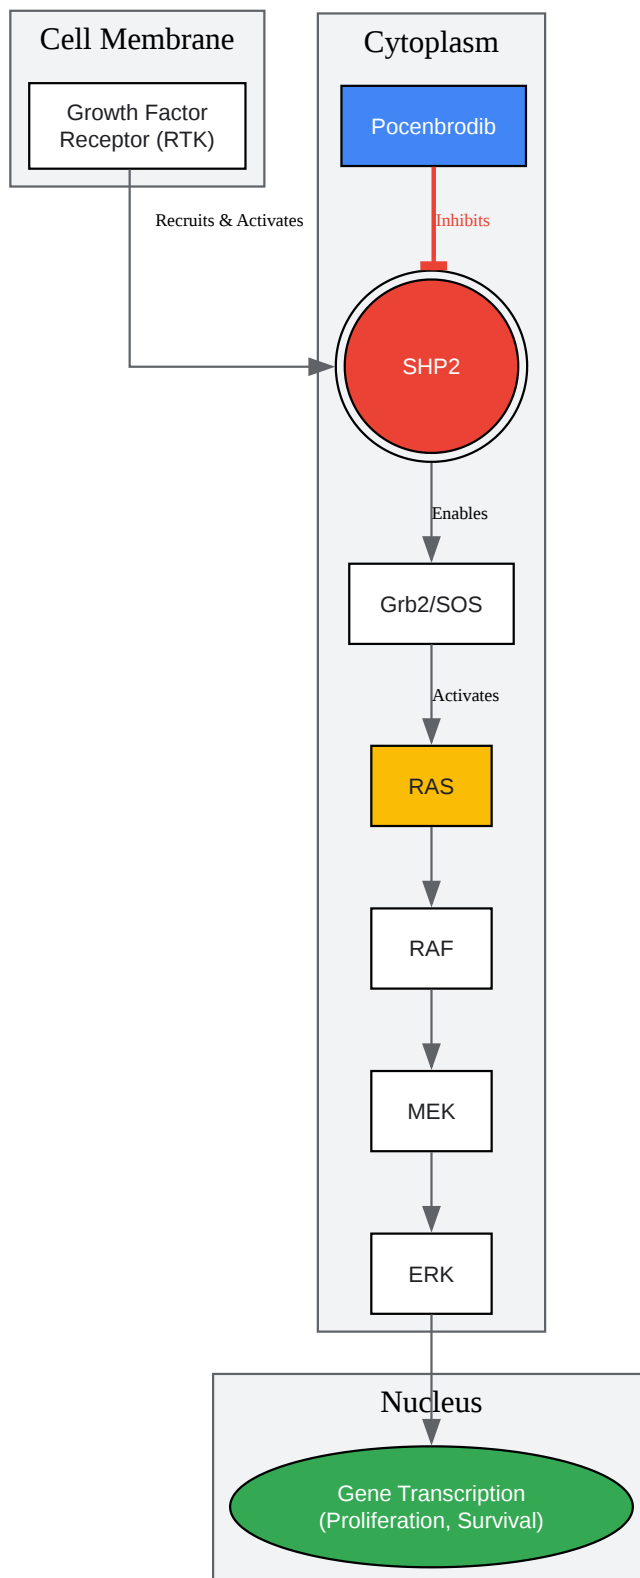 Cell Membrane
Growth Factor
Receptor (RTK)
Cytoplasm
Pocenbrodib
Recruits & Activates
Inhibits
SHP2
Enables
Grb2/SOS
Activates
RAS
RAF
MEK
ERK
Nucleus
Gene Transcription
(Proliferation, Survival)